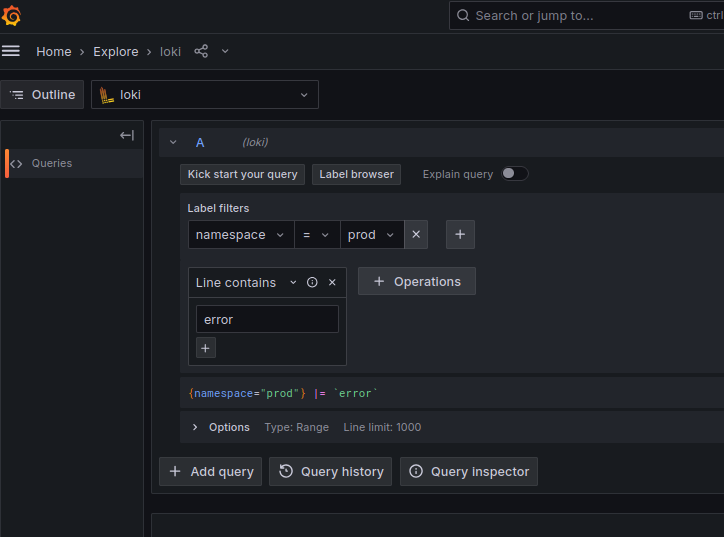 Search or jump to...
ctrl
Home › Explore › loki
Outline
loki
Queries
A (loki)
Kick start your query Label browser Explain query
Label filters
namespace = prod
Line contains
Operations
error
{namespace="prod"} |= `error`
Options Type: Range Line limit: 1000
Add query Query history Query inspector